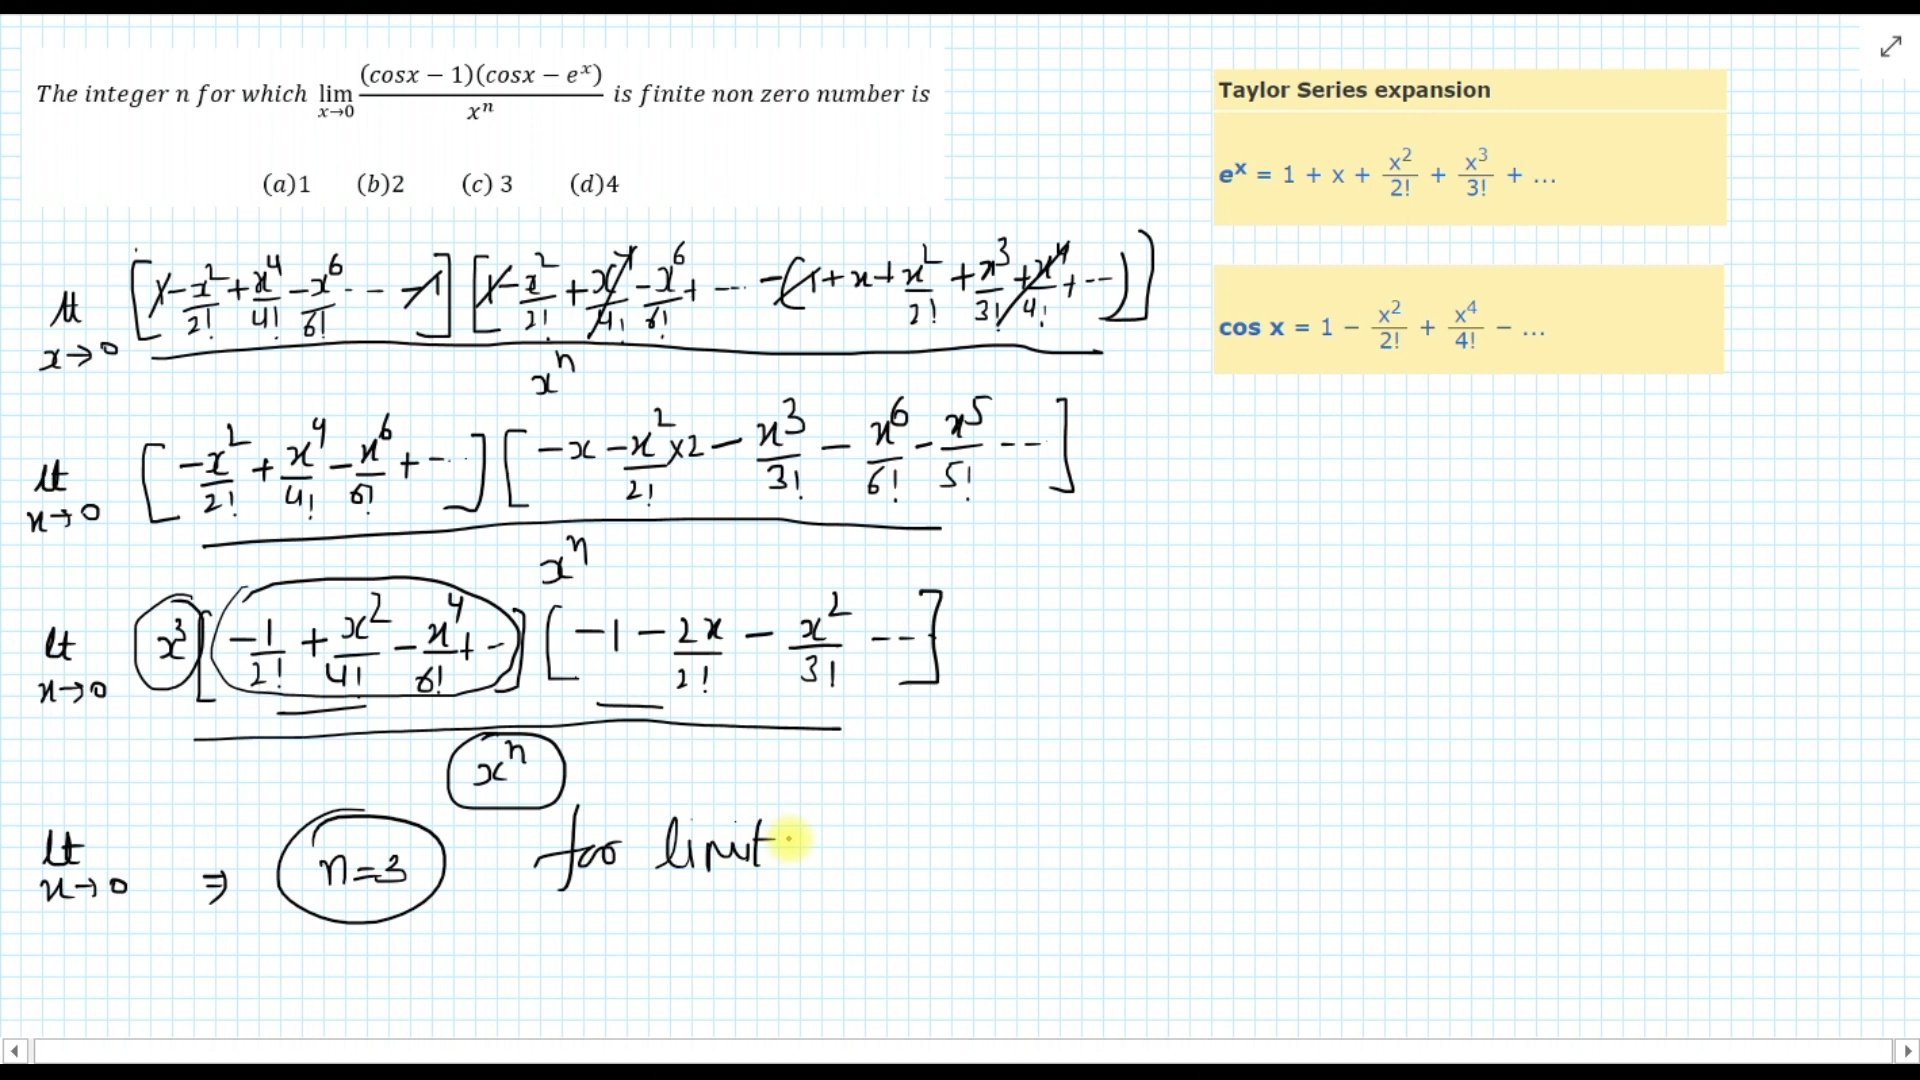 The integer n for which lim x→0 (cosx − 1)(cosx − e^x) / x^n is finite non zero number is
(a)1 (b)2 (c) 3 (d)4
Taylor Series expansion
e^x = 1 + x + x^2/2! + x^3/3! + ...
cos x = 1 − x^2/2! + x^4/4! − ...
lt x→0 [1 − x^2/2! + x^4/4! − x^6/6! - - - 1] [1 − x^2/2! + x^4/4! − x^6/6! + ... − (1 + x + x^2/2! + x^3/3! + x^4/4! + --)] / x^n
lt x→0 [−x^2/2! + x^4/4! − x^6/6! + - -] [−x − x^2/2! ×2 − x^3/3! − x^6/6! − x^5/5! - - -] / x^n
lt x→0 x^3 [−1/2! + x^2/4! − x^4/6! + -] [−1 − 2x/2! − x^2/3! - - -] / x^n
lt x→0 ⇒ n=3 for limit